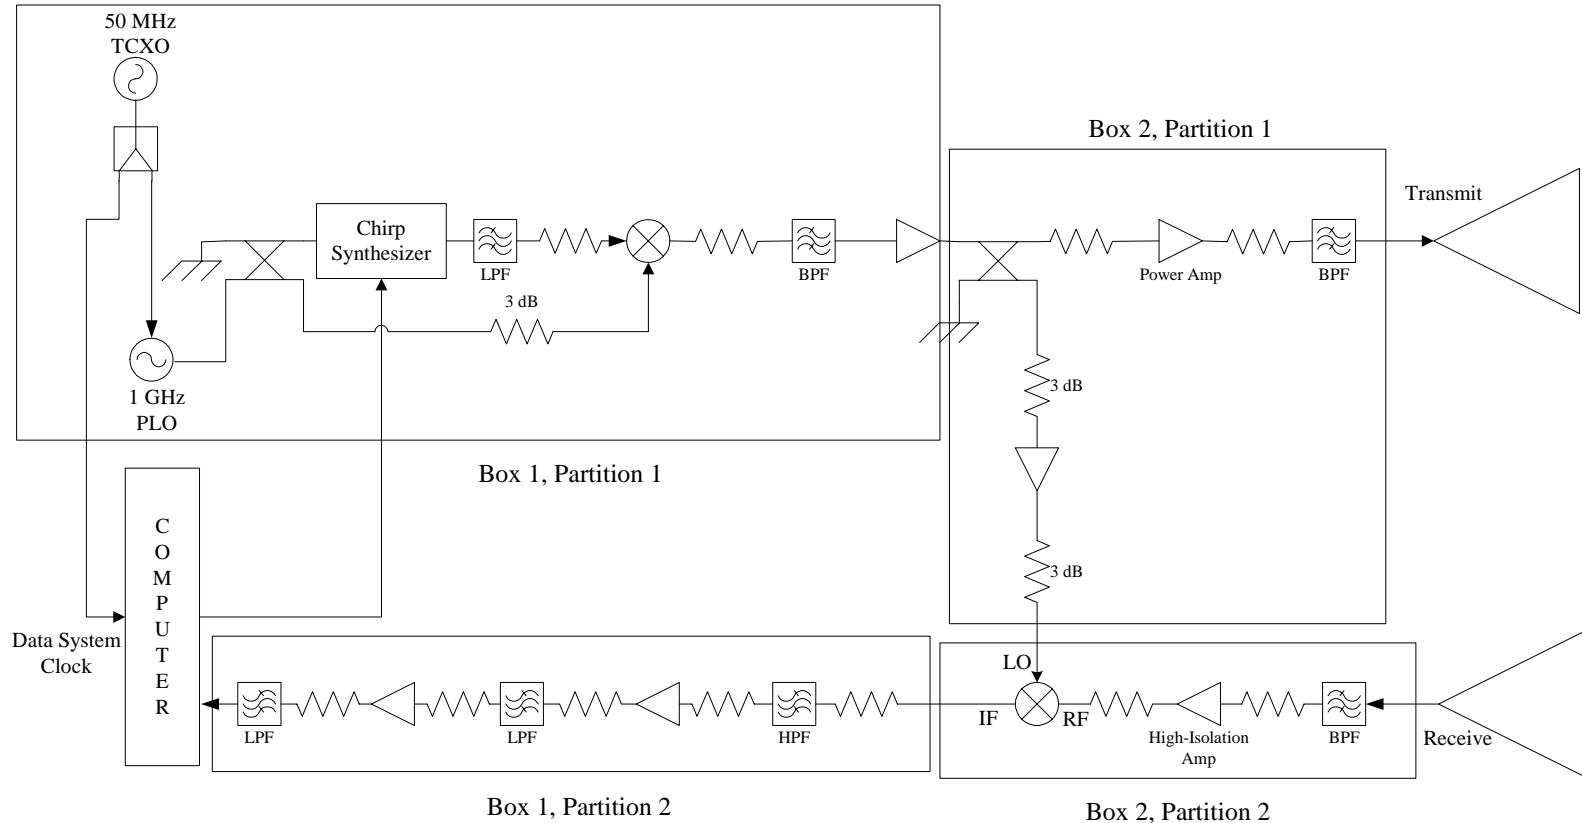 50 MHz
TCXO
Box 2, Partition 1
Transmit
Chirp
Synthesizer
LPF
BPF
Power Amp
BPF
3 dB
1 GHz
PLO
3 dB
Box 1, Partition 1
C
O
M
P
U
T
E
R
3 dB
Data System
Clock
LO
IF
RF
LPF
LPF
HPF
High-Isolation
Amp
BPF
Receive
Box 1, Partition 2
Box 2, Partition 2